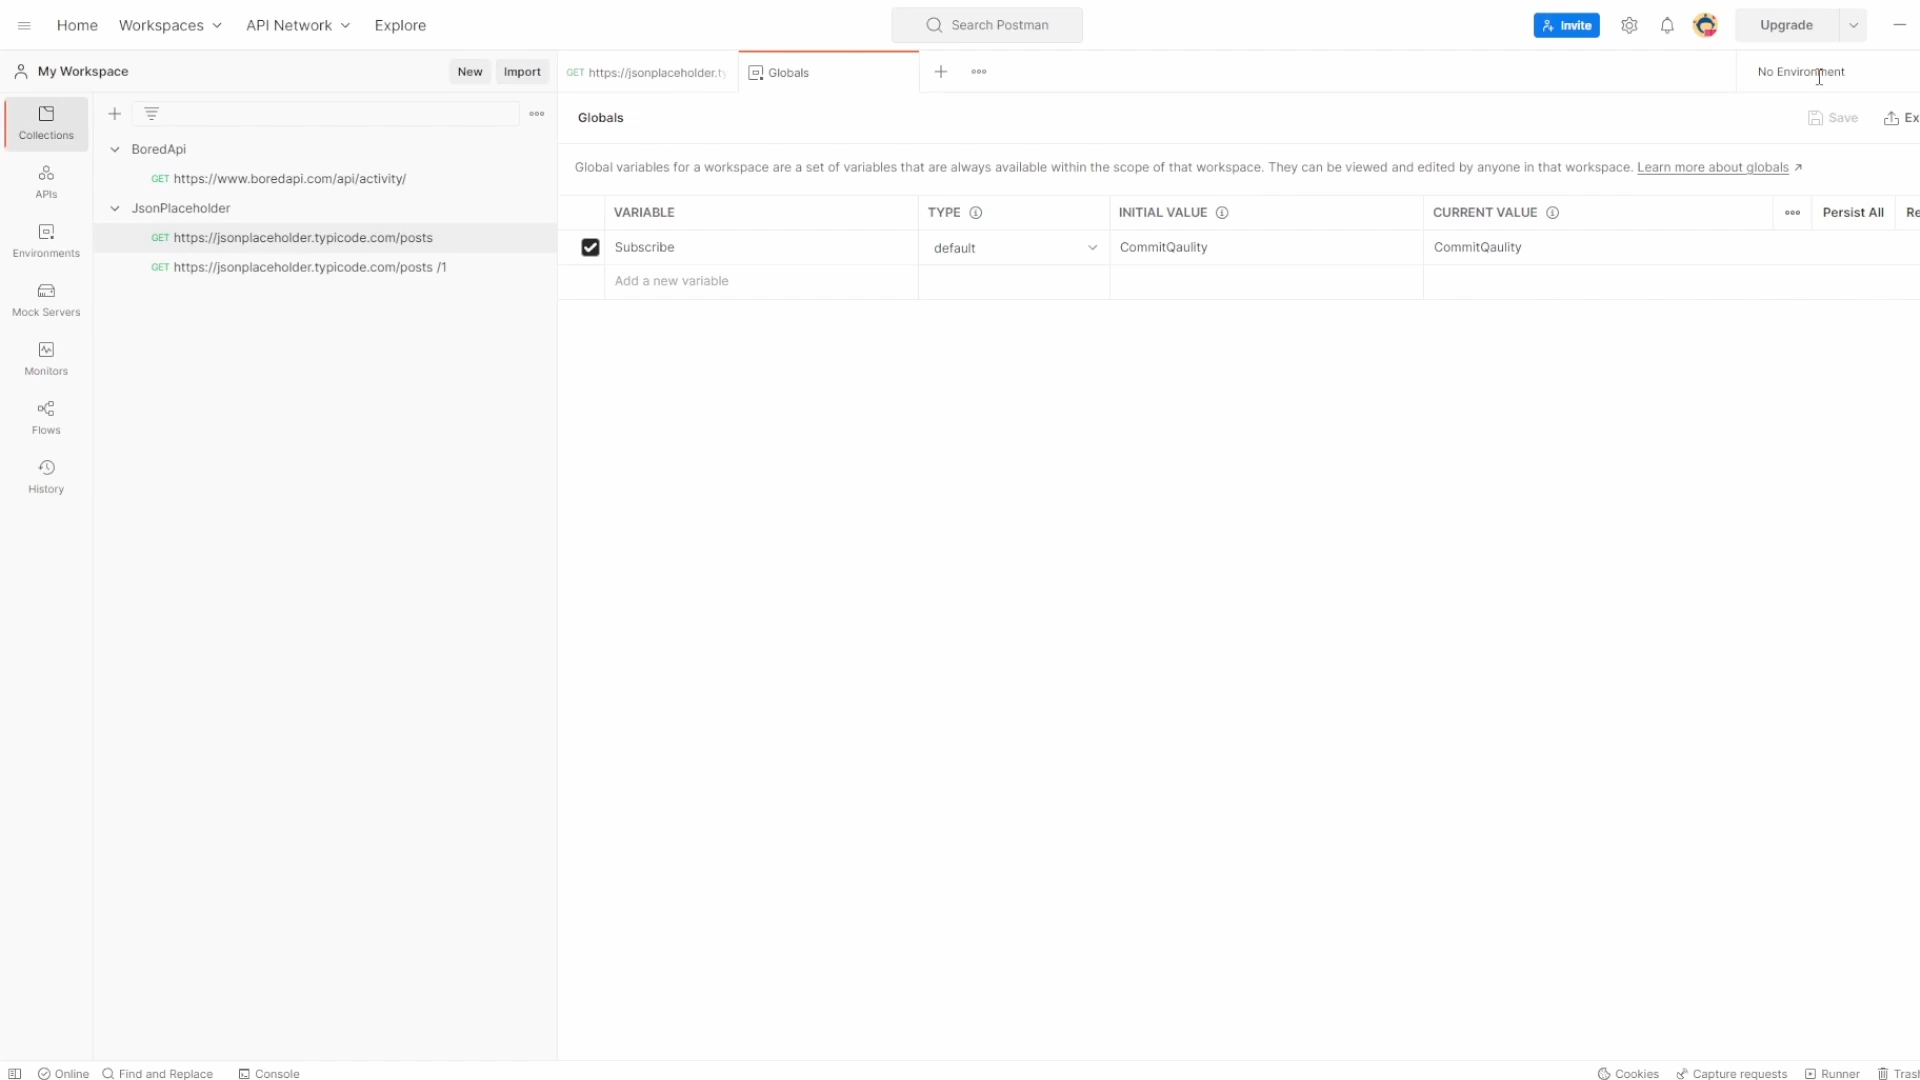 Home Workspaces API Network Explore Search Postman Invite Upgrade
My Workspace New Import GET https://jsonplaceholder.ty Globals No Environment
Collections
APIs
Environments
Mock Servers
Monitors
Flows
History
BoredApi
GET https://www.boredapi.com/api/activity/
JsonPlaceholder
GET https://jsonplaceholder.typicode.com/posts
GET https://jsonplaceholder.typicode.com/posts /1
Globals Save Ex
Global variables for a workspace are a set of variables that are always available within the scope of that workspace. They can be viewed and edited by anyone in that workspace. Learn more about globals ↗
VARIABLE TYPE INITIAL VALUE CURRENT VALUE Persist All Re
Subscribe default CommitQaulity CommitQaulity
Add a new variable
Online Find and Replace Console Cookies Capture requests Runner Trash